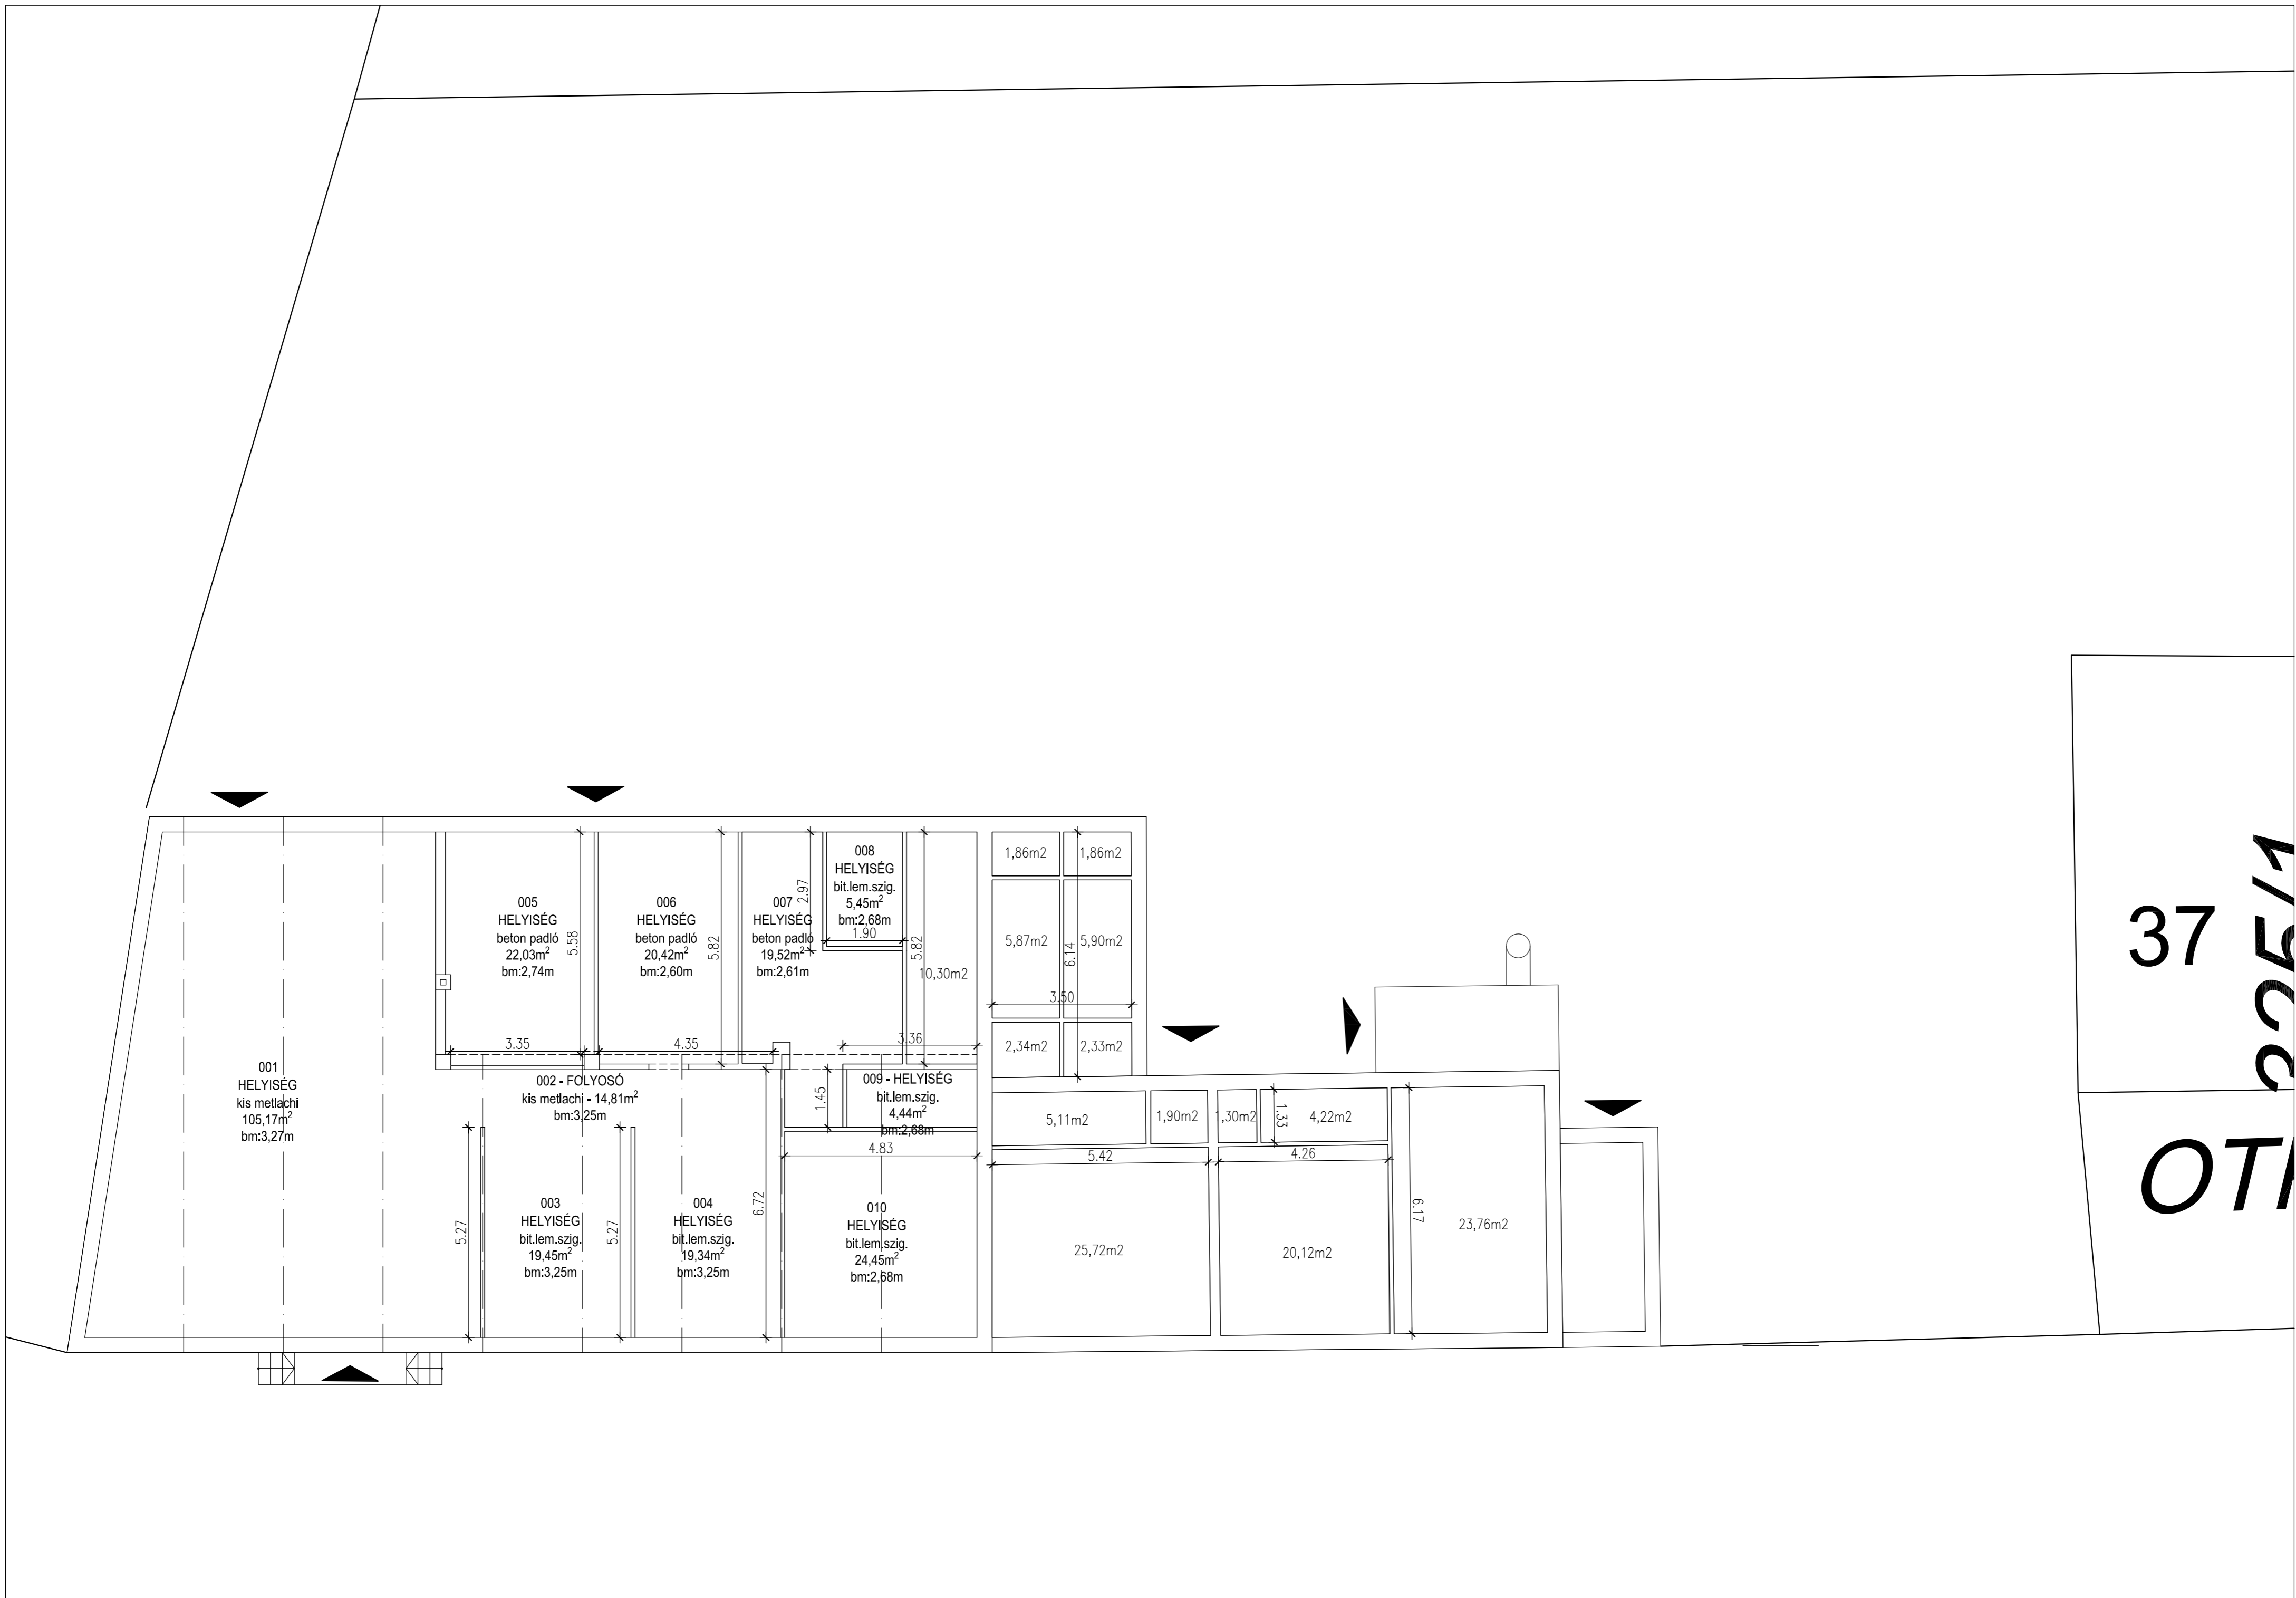 001
HELYISÉG
kis metlachi
105,17m²
bm:3,27m
005
HELYISÉG
beton padló
22,03m²
bm:2,74m
5.58
3.35
006
HELYISÉG
beton padló
20,42m²
bm:2,60m
5.82
4.35
007
HELYISÉG
beton padló
19,52m²
bm:2,61m
2.97
008
HELYISÉG
bit.lem.szig.
5,45m²
bm:2,68m
1.90
5.82
10,30m2
3.36
002 - FOLYOSÓ
kis metlachi - 14,81m²
bm:3,25m
009 - HELYISÉG
bit.lem.szig.
4,44m²
bm:2,68m
1.45
4.83
003
HELYISÉG
bit.lem.szig.
19,45m²
bm:3,25m
5.27
5.27
004
HELYISÉG
bit.lem.szig.
19,34m²
bm:3,25m
6.72
010
HELYISÉG
bit.lem.szig.
24,45m²
bm:2,68m
1,86m2
1,86m2
5,87m2
5,90m2
6.14
3.50
2,34m2
2,33m2
5,11m2
1,90m2
1,30m2
1.33
4,22m2
5.42
4.26
6.17
25,72m2
20,12m2
23,76m2
37